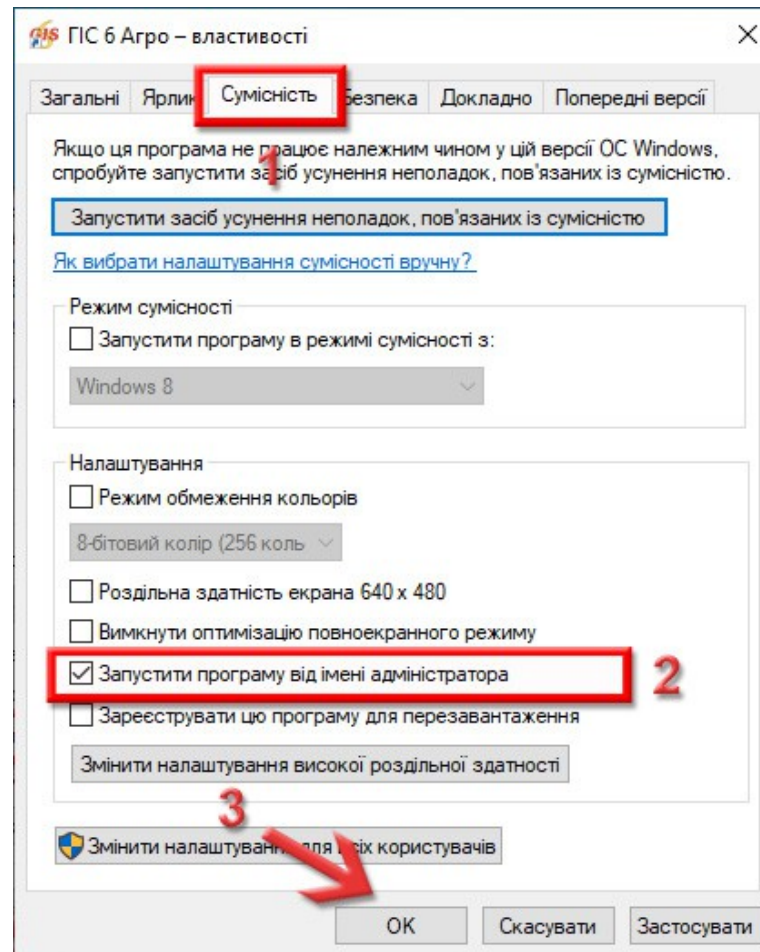 GIS ГІС 6 Агро – властивості
Загальні Ярлик Сумісність Безпека Докладно Попередні версії
Якщо ця програма не працює належним чином у цій версії ОС Windows,
спробуйте запустити засіб усунення неполадок, пов'язаних із сумісністю.
1
Запустити засіб усунення неполадок, пов'язаних із сумісністю
Як вибрати налаштування сумісності вручну?
Режим сумісності
Запустити програму в режимі сумісності з:
Windows 8
Налаштування
Режим обмеження кольорів
8-бітовий колір (256 коль
Роздільна здатність екрана 640 x 480
Вимкнути оптимізацію повноекранного режиму
Запустити програму від імені адміністратора 2
Зареєструвати цю програму для перезавантаження
Змінити налаштування високої роздільної здатності
3
Змінити налаштування для всіх користувачів
ОК Скасувати Застосувати